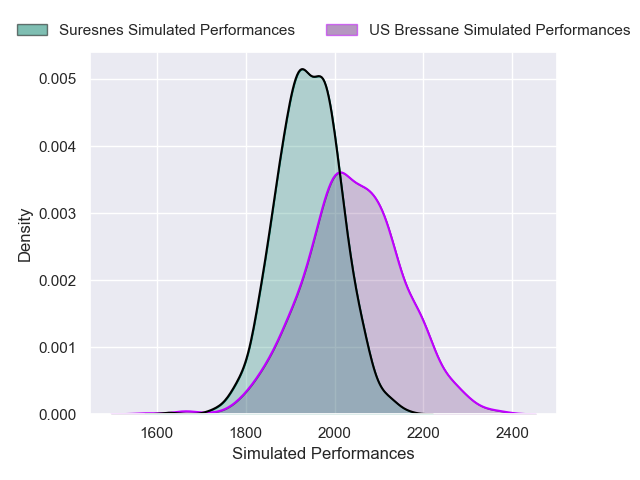 Suresnes Simulated Performances US Bressane Simulated Performances
0.005
0.004
0.003
0.002
0.001
0.000
Density
1600 1800 2000 2200 2400
Simulated Performances